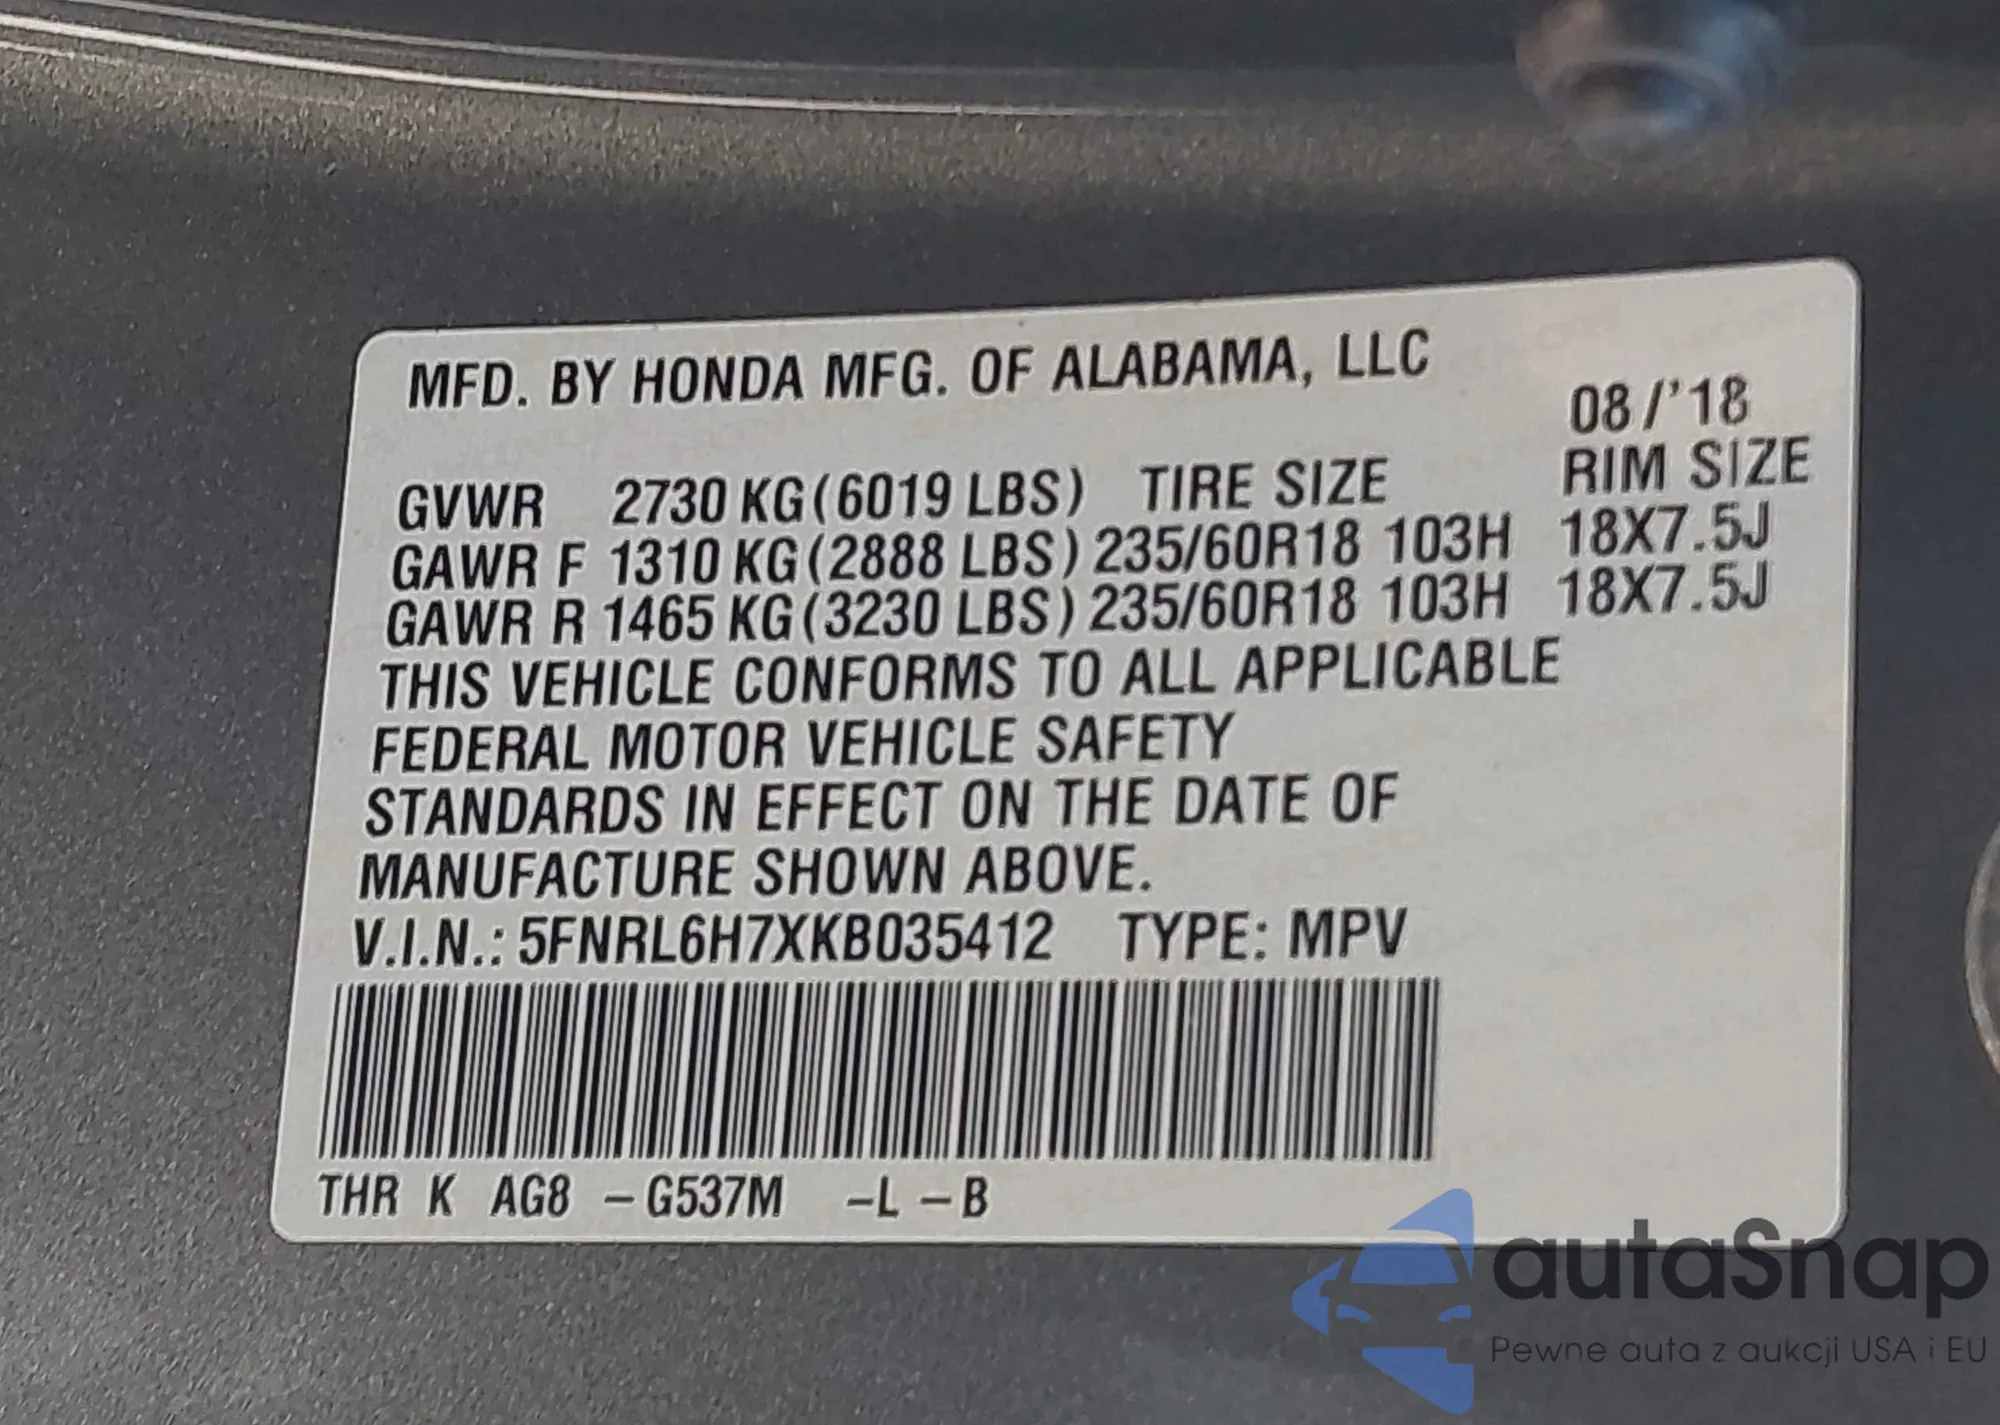 MFD. BY HONDA MFG. OF ALABAMA, LLC
08/'18
GVWR 2730 KG(6019 LBS) TIRE SIZE RIM SIZE
GAWR F 1310 KG(2888 LBS) 235/60R18 103H 18X7.5J
GAWR R 1465 KG(3230 LBS) 235/60R18 103H 18X7.5J
THIS VEHICLE CONFORMS TO ALL APPLICABLE
FEDERAL MOTOR VEHICLE SAFETY
STANDARDS IN EFFECT ON THE DATE OF
MANUFACTURE SHOWN ABOVE.
V.I.N.: 5FNRL6H7XKB035412 TYPE: MPV
THR K AG8 –G537M –L –B
autaSnap
Pewne auta z aukcji USA i EU